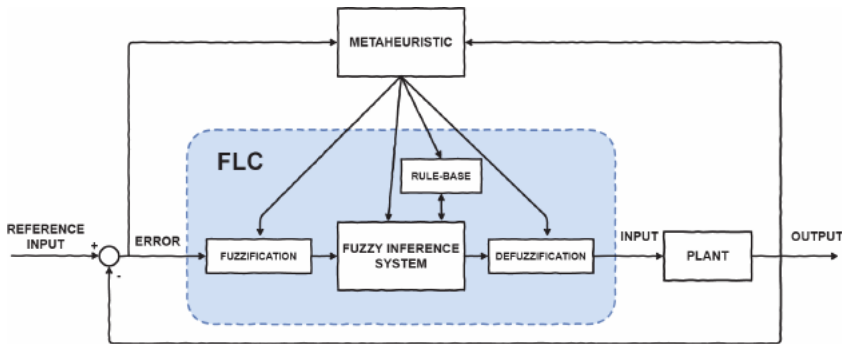 METAHEURISTIC
FLC
RULE-BASE
REFERENCE
INPUT
+
-
ERROR
FUZZIFICATION
FUZZY INFERENCE
SYSTEM
DEFUZZIFICATION
INPUT
PLANT
OUTPUT